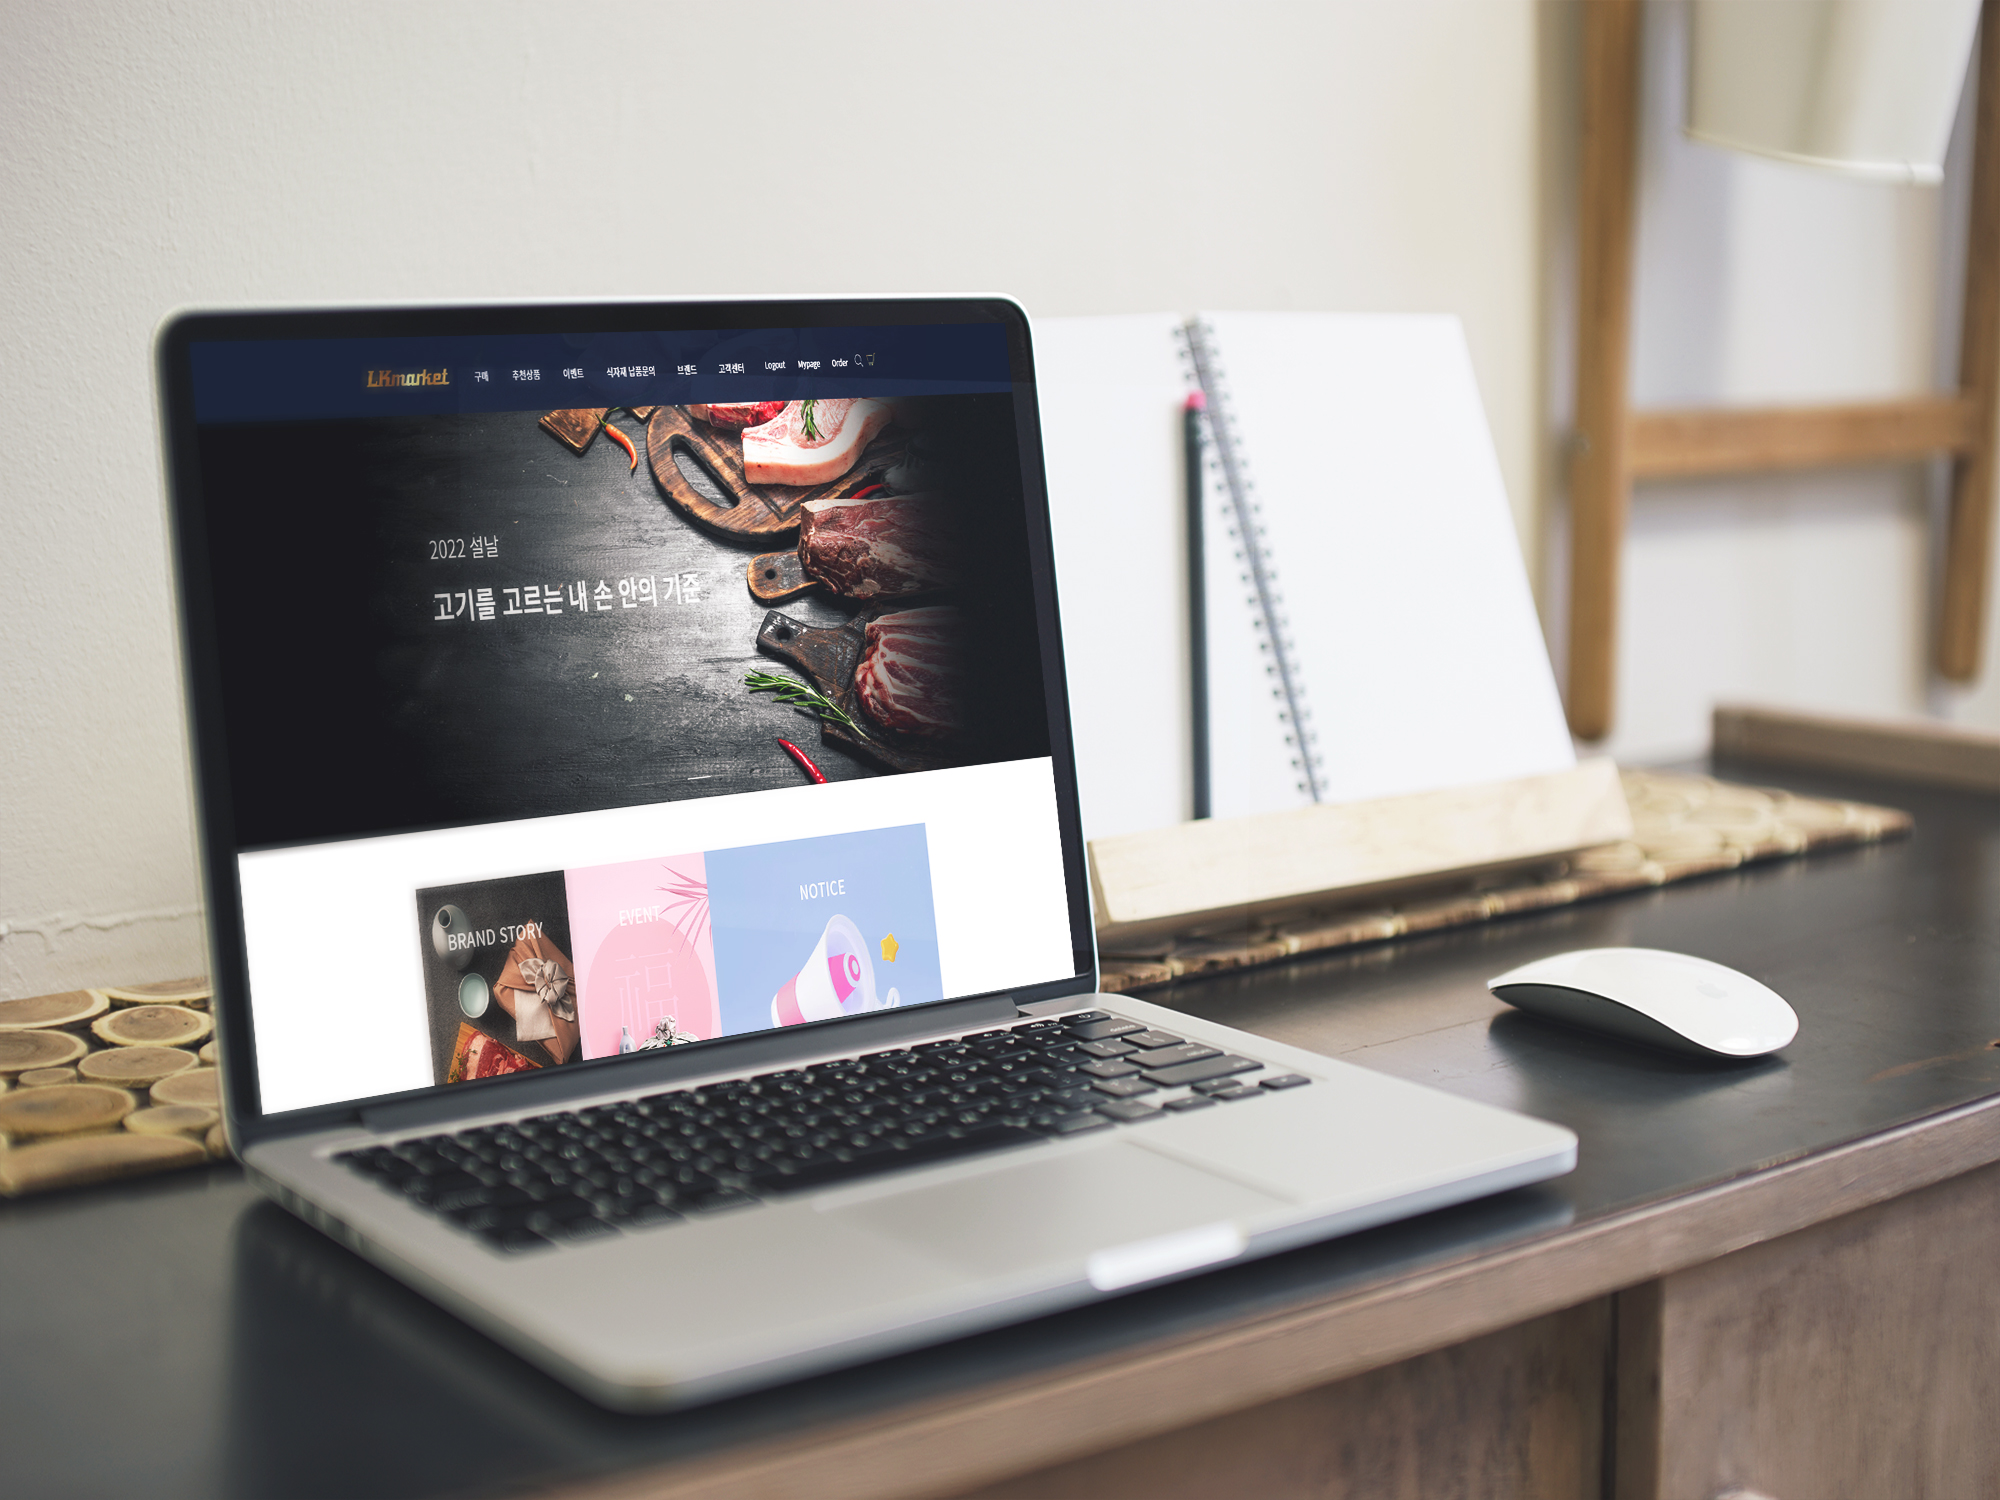 LKmarket 구매 추천상품 이벤트 식자재 납품문의 브랜드 고객센터 Logout Mypage Order
2022 설날
고기를 고르는 내 손 안의 기준
BRAND STORY
EVENT
NOTICE
福
delete